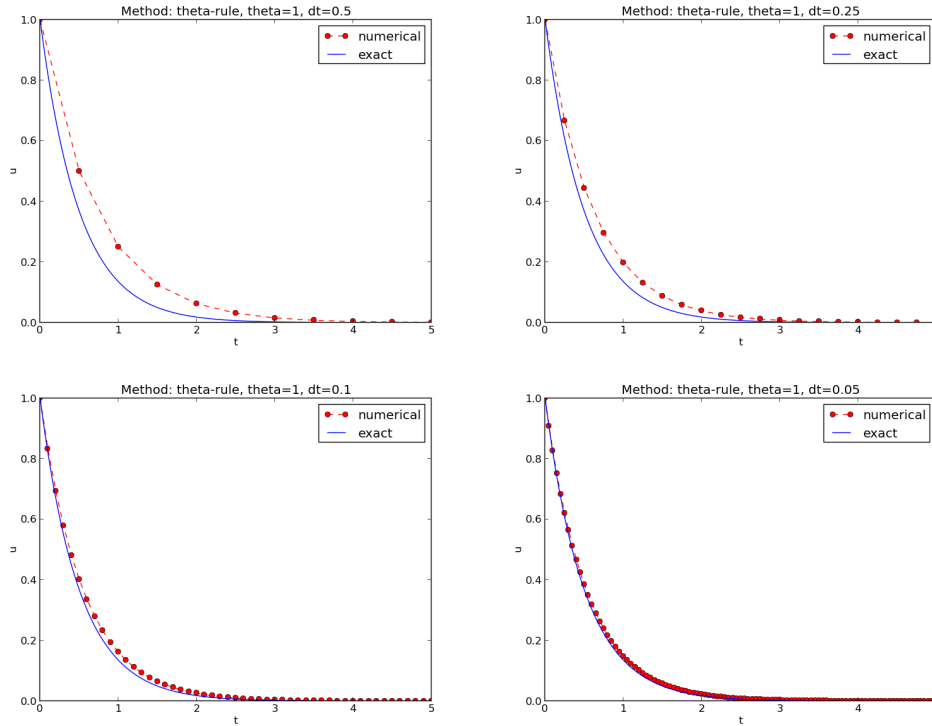 Method: theta-rule, theta=1, dt=0.5
numerical
exact
1.0
0.8
0.6
0.4
0.2
0.0
u
0 1 2 3 4 5
t
Method: theta-rule, theta=1, dt=0.25
numerical
exact
1.0
0.8
0.6
0.4
0.2
0.0
u
0 1 2 3 4
t
Method: theta-rule, theta=1, dt=0.1
numerical
exact
1.0
0.8
0.6
0.4
0.2
0.0
u
0 1 2 3 4 5
t
Method: theta-rule, theta=1, dt=0.05
numerical
exact
1.0
0.8
0.6
0.4
0.2
0.0
u
0 1 2 3 4
t